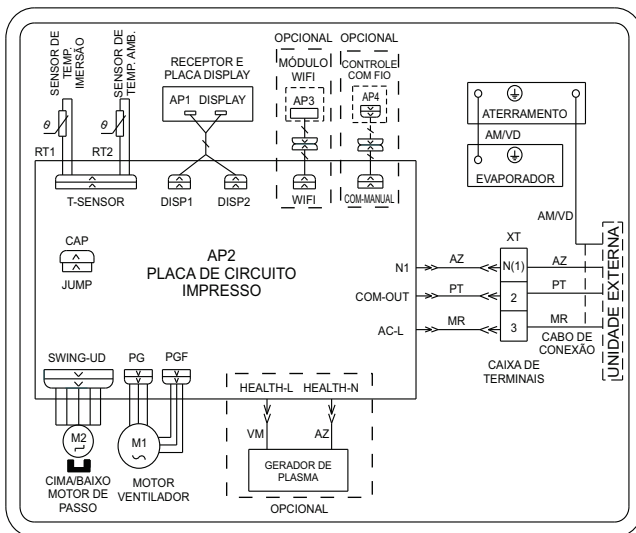 SENSOR DE
TEMP.
IMERSÃO
SENSOR DE
TEMP. AMB.
RECEPTOR E
PLACA DISPLAY
OPCIONAL
OPCIONAL
MÓDULO
WIFI
CONTROLE
COM FIO
AP1
DISPLAY
AP3
AP4
θ
θ
RT1
RT2
T-SENSOR
DISP1
DISP2
WIFI
COM-MANUAL
ATERRAMENTO
AM/VD
EVAPORADOR
AM/VD
CAP
JUMP
AP2
PLACA DE CIRCUITO
IMPRESSO
XT
N1
AZ
N(1)
AZ
COM-OUT
PT
2
PT
AC-L
MR
3
MR
CABO DE
CONEXÃO
UNIDADE EXTERNA
CAIXA DE
TERMINAIS
SWING-UD
PG
PGF
HEALTH-L
HEALTH-N
M2
M1
VM
AZ
GERADOR DE
PLASMA
CIMA/BAIXO
MOTOR DE
PASSO
MOTOR
VENTILADOR
OPCIONAL